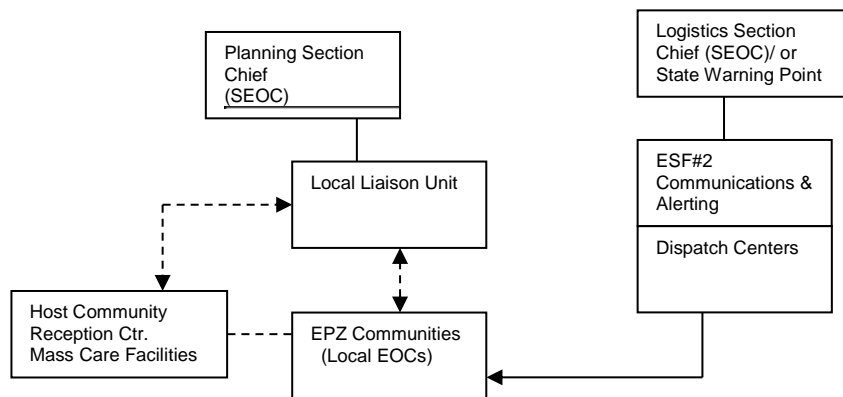 Planning Section
Chief
(SEOC)
Logistics Section
Chief (SEOC)/ or
State Warning Point
ESF#2
Communications &
Alerting
Local Liaison Unit
Dispatch Centers
Host Community
Reception Ctr.
Mass Care Facilities
EPZ Communities
(Local EOCs)